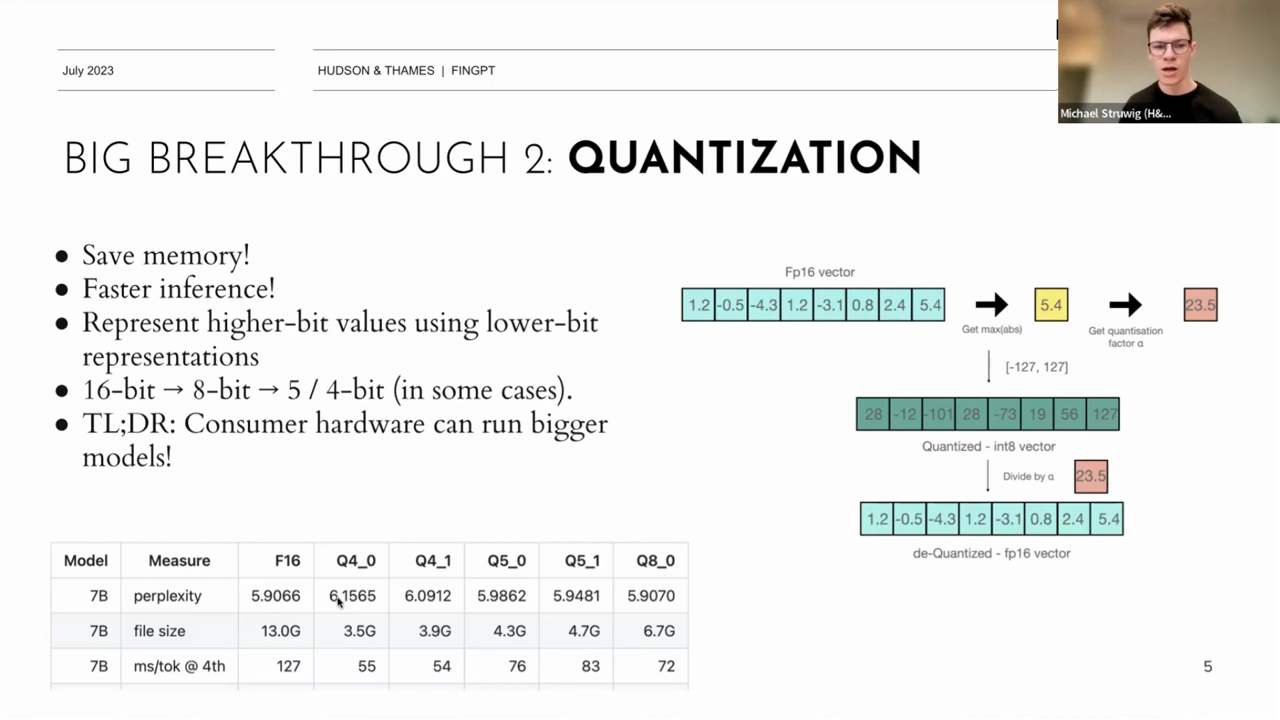 July 2023
HUDSON & THAMES | FINGPT
Michael Struwig (H&...
BIG BREAKTHROUGH 2: QUANTIZATION
● Save memory!
● Faster inference!
● Represent higher-bit values using lower-bit
representations
● 16-bit → 8-bit → 5 / 4-bit (in some cases).
● TL;DR: Consumer hardware can run bigger
models!
Fp16 vector
1.2 -0.5 -4.3 1.2 -3.1 0.8 2.4 5.4
5.4
23.5
Get max(abs)
Get quantisation
factor α
[-127, 127]
28 -12 -101 28 -73 19 56 127
Quantized - int8 vector
Divide by α
23.5
1.2 -0.5 -4.3 1.2 -3.1 0.8 2.4 5.4
de-Quantized - fp16 vector
Model Measure F16 Q4_0 Q4_1 Q5_0 Q5_1 Q8_0
7B perplexity 5.9066 6.1565 6.0912 5.9862 5.9481 5.9070
7B file size 13.0G 3.5G 3.9G 4.3G 4.7G 6.7G
7B ms/tok @ 4th 127 55 54 76 83 72
5